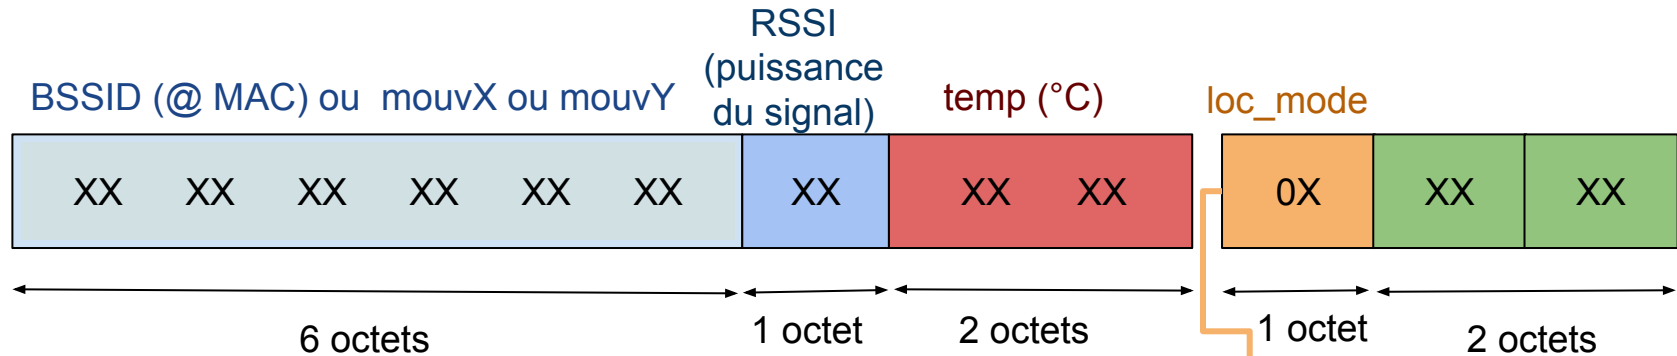 RSSI
(puissance
du signal)
BSSID (@ MAC) ou mouvX ou mouvY
temp (°C)
loc_mode
XX XX XX XX XX XX XX XX XX 0X XX XX
6 octets
1 octet
2 octets
1 octet
2 octets